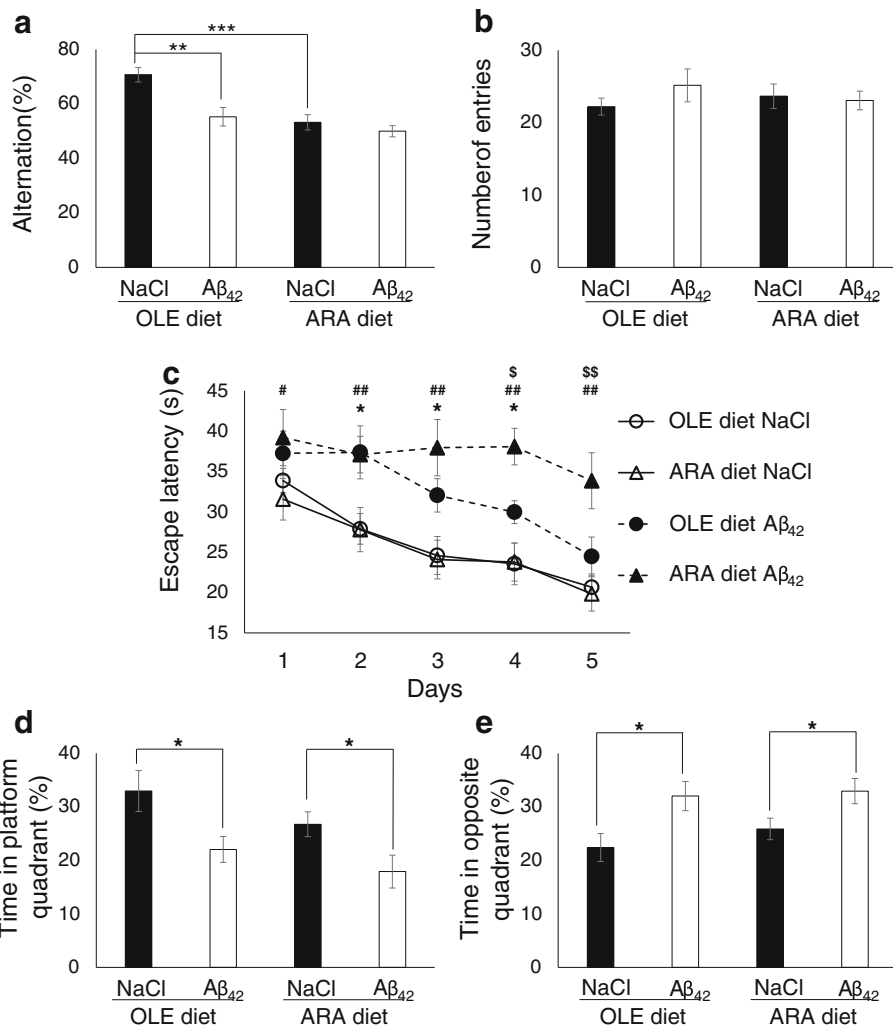 a
Alternation(%)
80
60
40
20
0
**
***
NaCl Aβ42 NaCl Aβ42
OLE diet ARA diet
b
Numberof entries
30
20
10
0
NaCl Aβ42 NaCl Aβ42
OLE diet ARA diet
c
Escape latency (s)
45
40
35
30
25
20
15
$ $$
# ## ## ## ##
* * *
1 2 3 4 5
Days
OLE diet NaCl
ARA diet NaCl
OLE diet Aβ42
ARA diet Aβ42
d
Time in platform
quadrant (%)
40
30
20
10
0
* *
NaCl Aβ42 NaCl Aβ42
OLE diet ARA diet
e
Time in opposite
quadrant (%)
40
30
20
10
0
* *
NaCl Aβ42 NaCl Aβ42
OLE diet ARA diet